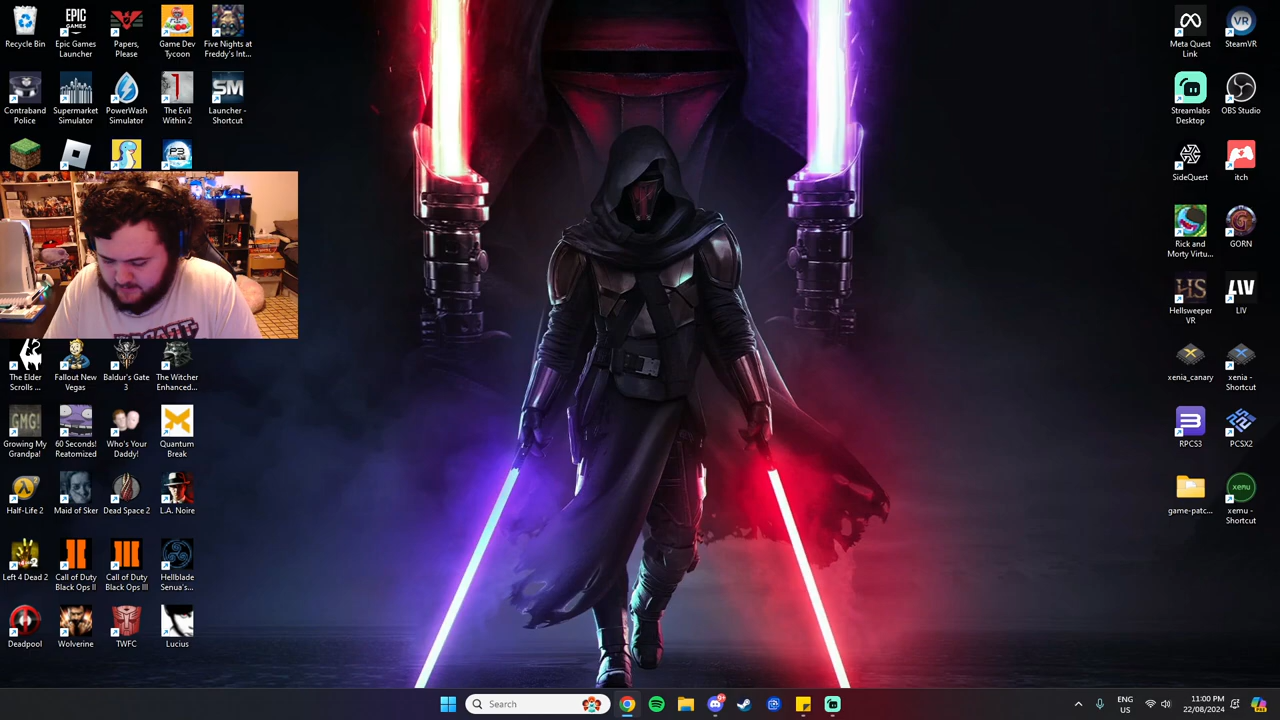 Recycle Bin
Epic Games
Launcher
Papers,
Please
Game Dev
Tycoon
Five Nights at
Freddy's Int...
Contraband
Police
Supermarket
Simulator
PowerWash
Simulator
The Evil
Within 2
Launcher -
Shortcut
The Elder
Scrolls ...
Fallout New
Vegas
Baldur's Gate
3
The Witcher
Enhanced...
Growing My
Grandpa!
60 Seconds!
Reatomized
Who's Your
Daddy!
Quantum
Break
Half-Life 2
Maid of Sker
Dead Space 2
L.A. Noire
Left 4 Dead 2
Call of Duty
Black Ops II
Call of Duty
Black Ops III
Hellblade
Senua's...
Deadpool
Wolverine
TWFC
Lucius
Meta Quest
Link
SteamVR
Streamlabs
Desktop
OBS Studio
SideQuest
itch
Rick and
Morty Virtu...
GORN
Hellsweeper
VR
LIV
xenia_canary
xenia -
Shortcut
RPCS3
PCSX2
game-patc...
xemu -
Shortcut
Search
ENG
US
11:00 PM
22/08/2024